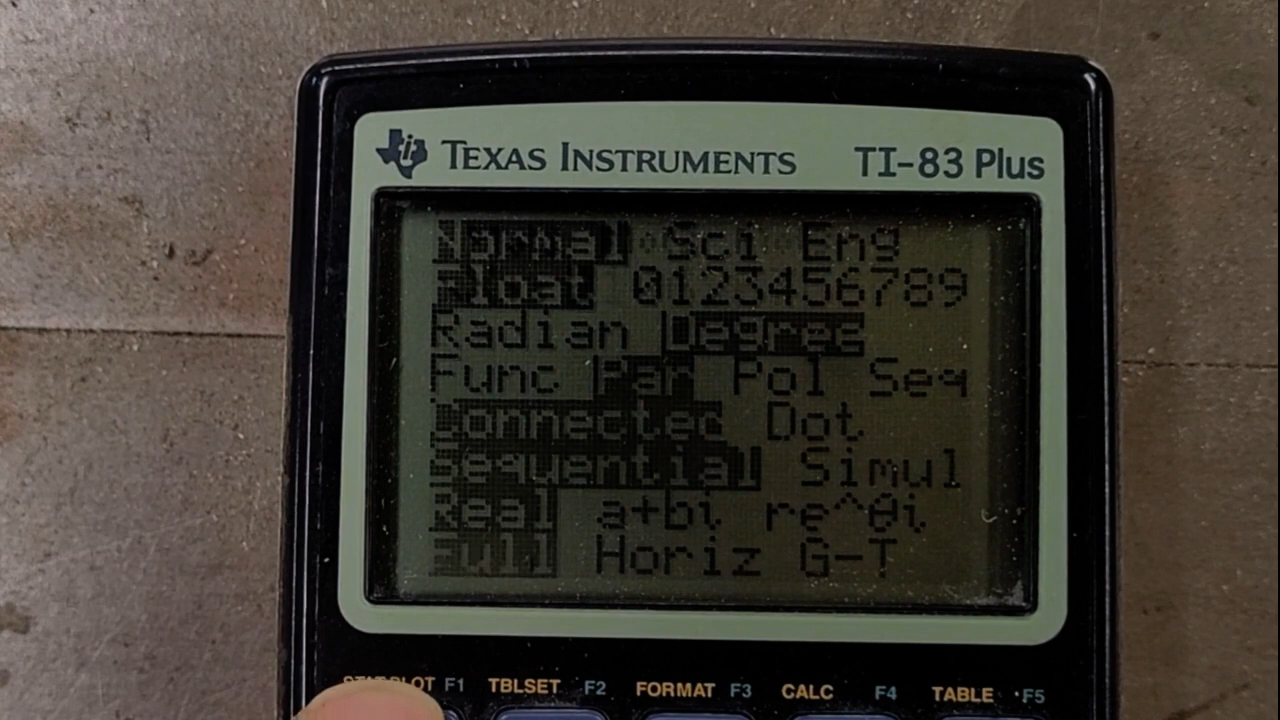 TEXAS INSTRUMENTS TI-83 Plus
Normal Sci Eng
Float 0123456789
Radian Degree
Func Par Pol Seq
Connected Dot
Sequential Simul
Real a+bi re^θi
Full Horiz G-T
STAT PLOT F1 TBLSET F2 FORMAT F3 CALC F4 TABLE F5